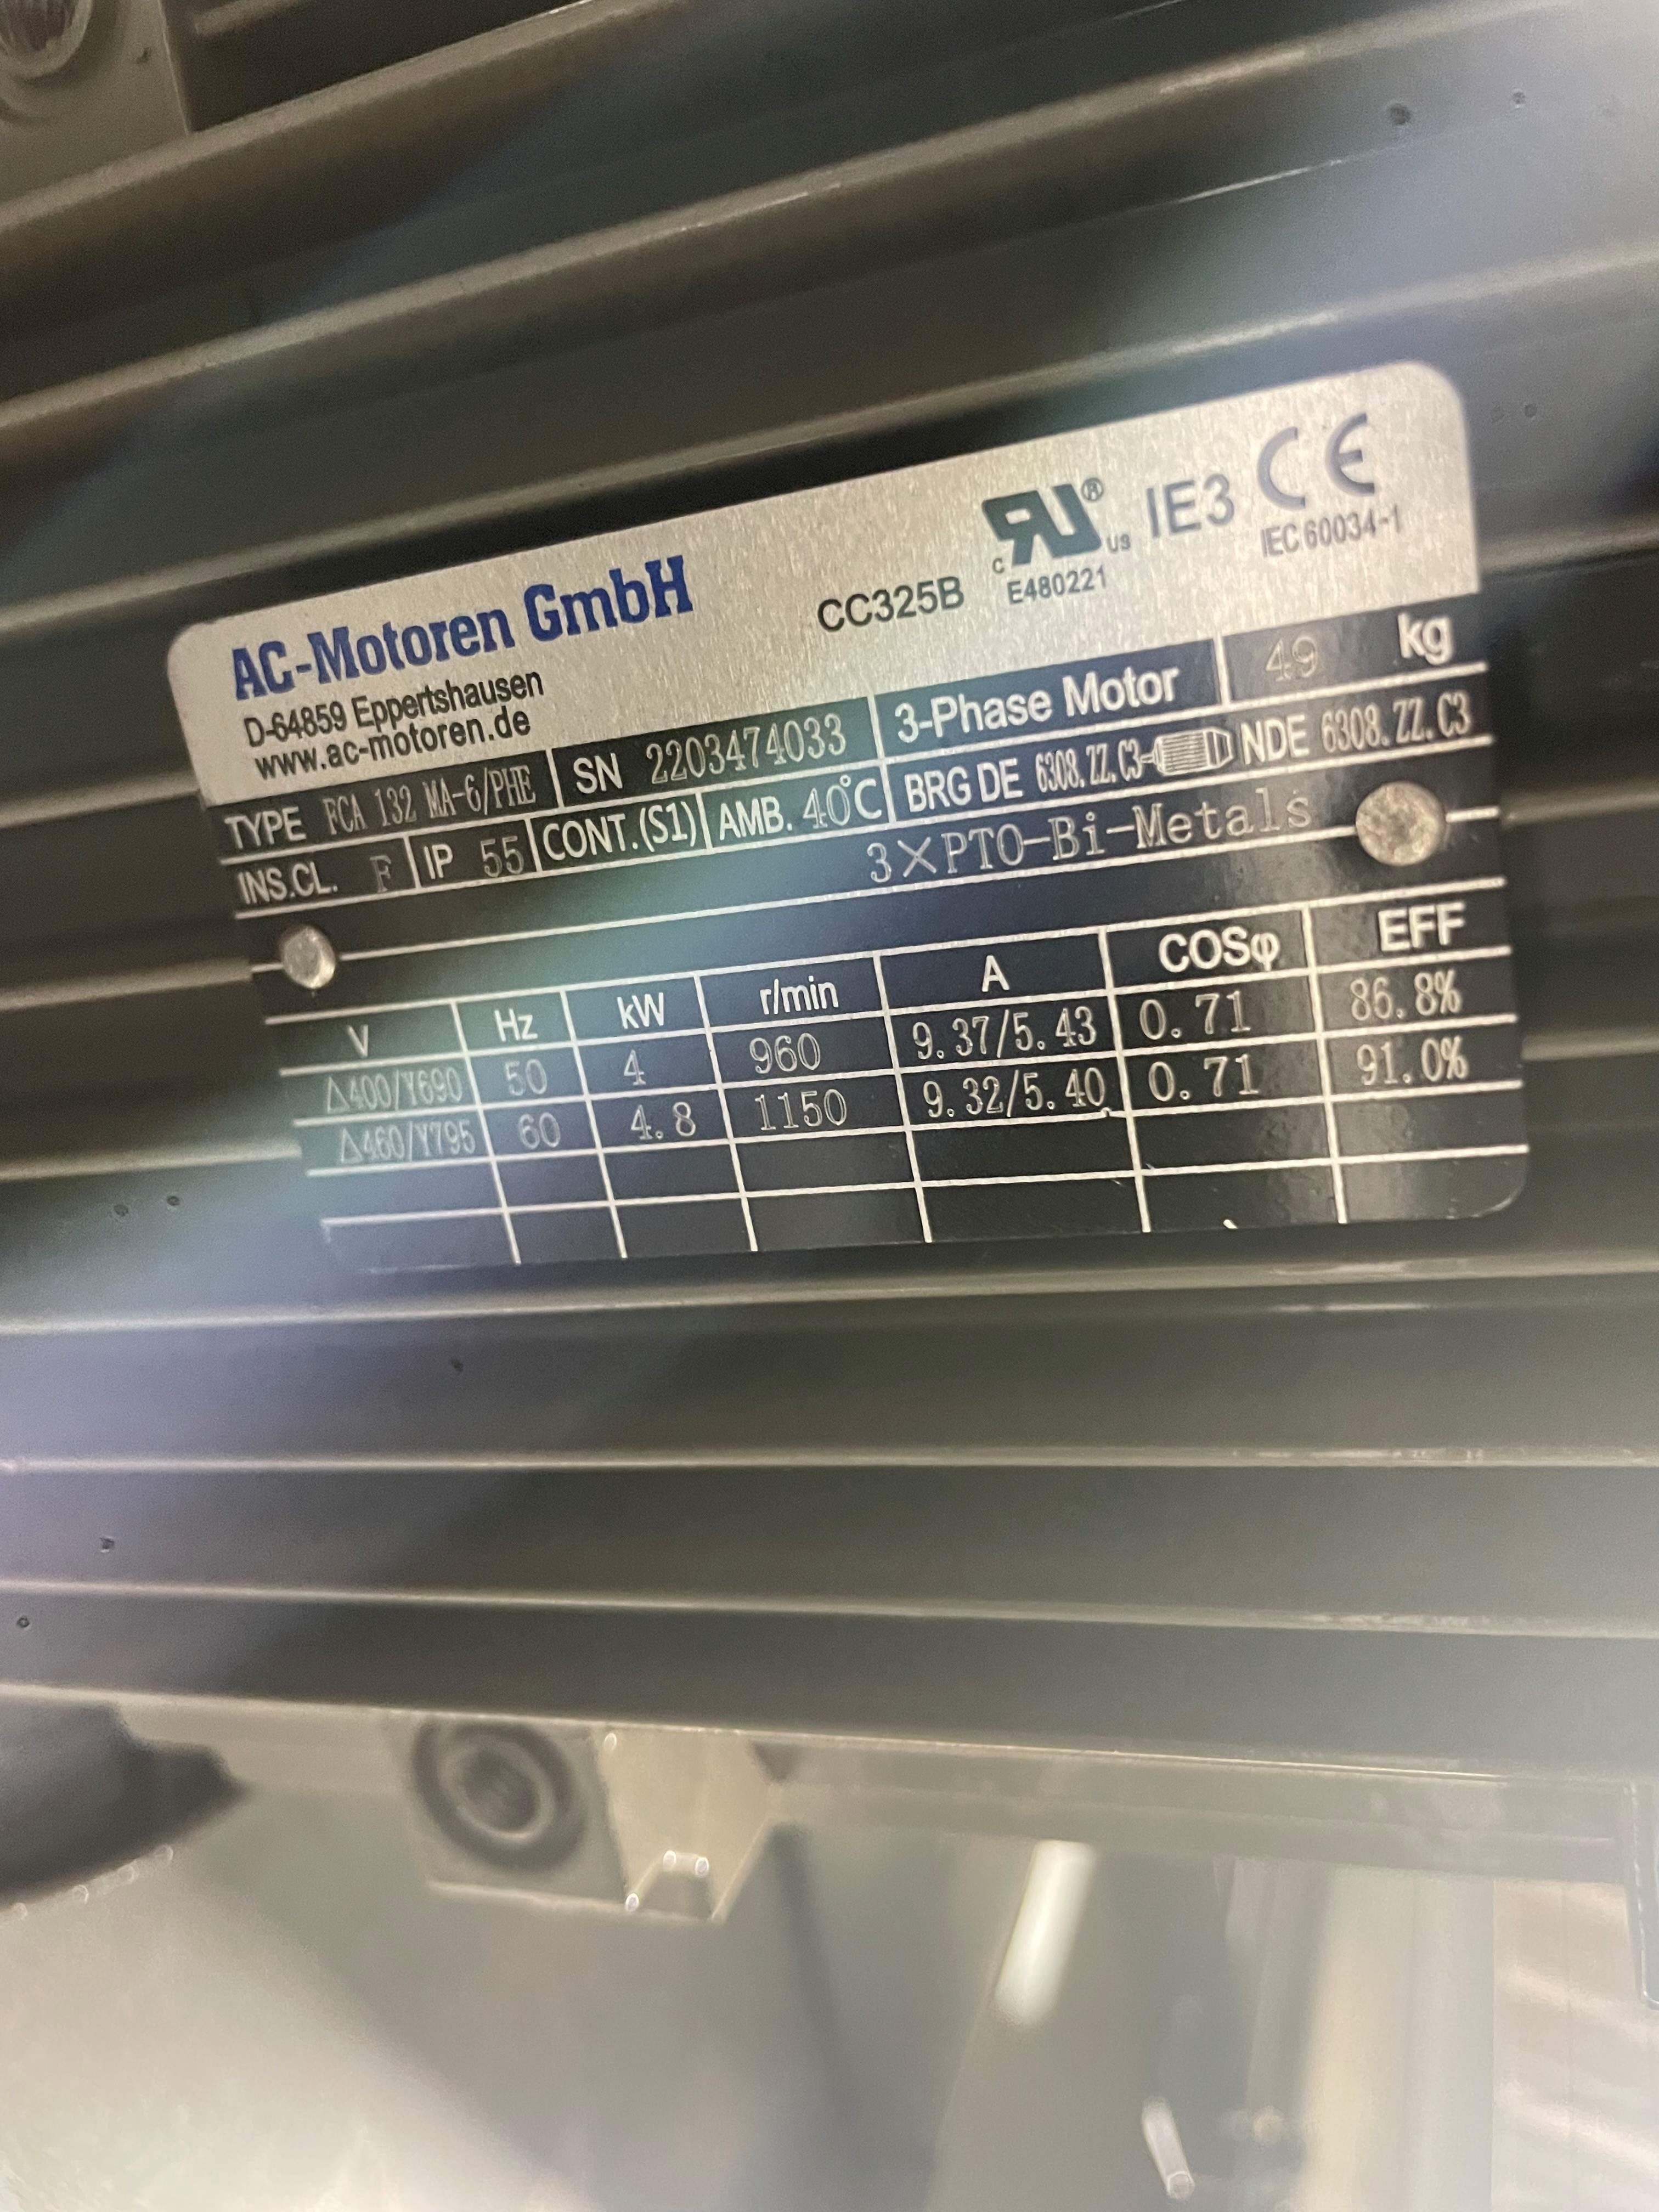 AC-Motoren GmbH
D-64859 Eppertshausen
www.ac-motoren.de
CC325B
c RU ® US
E480221
IE3
CE
IEC 60034-1
TYPE FCA 132 MA-6/PHE SN 2203474033 3-Phase Motor 49 kg
INS.CL. F IP 55 CONT.(S1) AMB. 40℃ BRG DE 6308.ZZ.C3 NDE 6308.ZZ.C3
3×PTO-Bi-Metals
V Hz kW r/min A COSφ EFF
Δ400/Y690 50 4 960 9.37/5.43 0.71 86.8%
Δ460/Y795 60 4.8 1150 9.32/5.40 0.71 91.0%